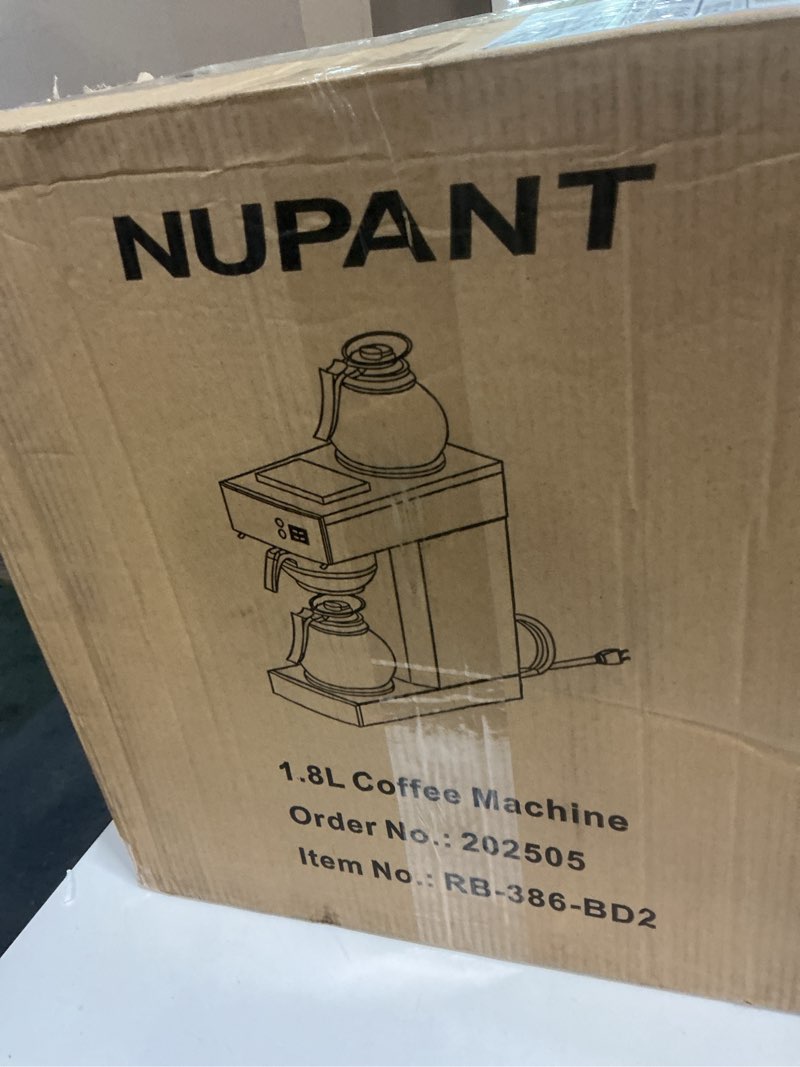 NUPANT
1.8L Coffee Machine
Order No.: 202505
Item No.: RB-386-BD2